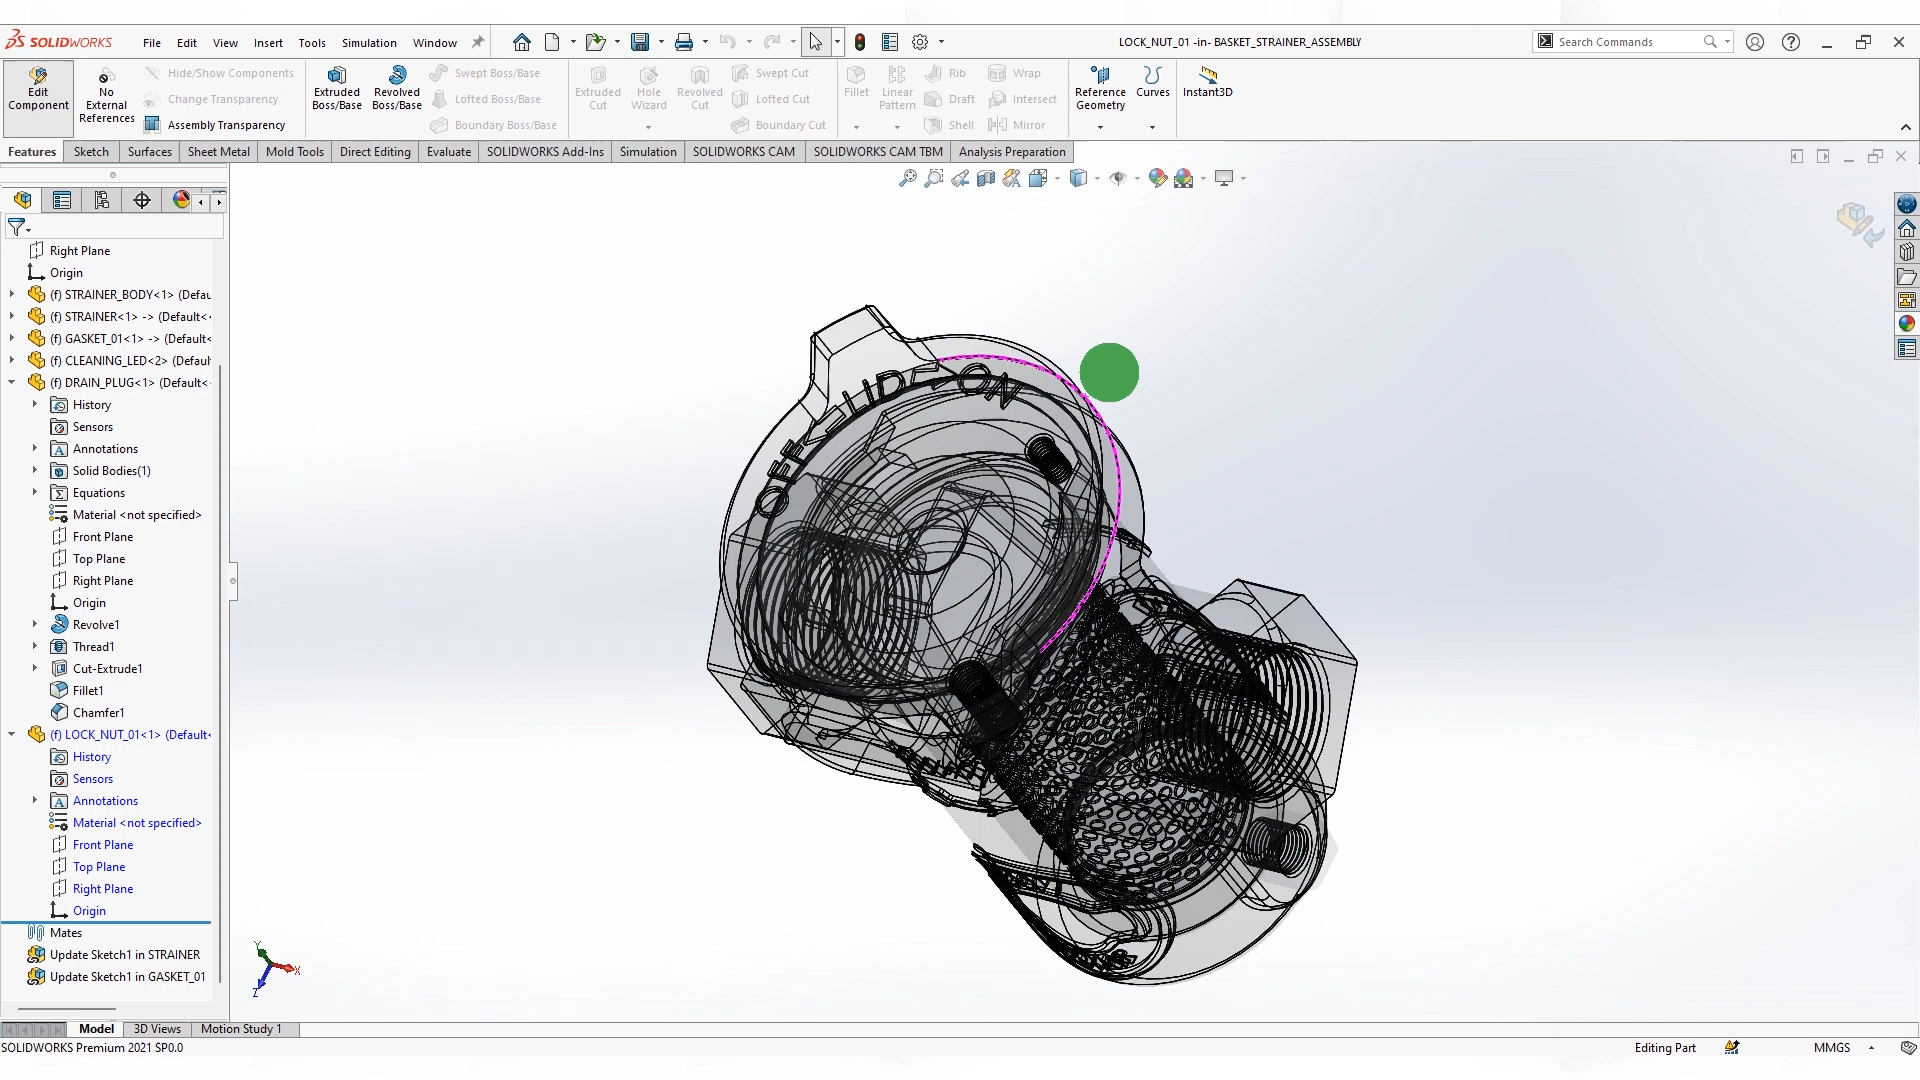 SOLIDWORKS
File Edit View Insert Tools Simulation Window
LOCK_NUT_01 -in- BASKET_STRAINER_ASSEMBLY
Search Commands
Edit Component
No External References
Hide/Show Components
Change Transparency
Assembly Transparency
Extruded Boss/Base
Revolved Boss/Base
Swept Boss/Base
Lofted Boss/Base
Boundary Boss/Base
Extruded Cut
Hole Wizard
Revolved Cut
Swept Cut
Lofted Cut
Boundary Cut
Fillet
Linear Pattern
Rib
Draft
Shell
Wrap
Intersect
Mirror
Reference Geometry
Curves
Instant3D
Features Sketch Surfaces Sheet Metal Mold Tools Direct Editing Evaluate SOLIDWORKS Add-Ins Simulation SOLIDWORKS CAM SOLIDWORKS CAM TBM Analysis Preparation
Right Plane
Origin
(f) STRAINER_BODY<1> (Defau
(f) STRAINER<1> -> (Default<
(f) GASKET_01<1> -> (Default<
(f) CLEANING_LED<2> (Defaul
(f) DRAIN_PLUG<1> (Default<
History
Sensors
Annotations
Solid Bodies(1)
Equations
Material <not specified>
Front Plane
Top Plane
Right Plane
Origin
Revolve1
Thread1
Cut-Extrude1
Fillet1
Chamfer1
(f) LOCK_NUT_01<1> (Default<
History
Sensors
Annotations
Material <not specified>
Front Plane
Top Plane
Right Plane
Origin
Mates
Update Sketch1 in STRAINER
Update Sketch1 in GASKET_01
Y
X
Z
Model 3D Views Motion Study 1
SOLIDWORKS Premium 2021 SP0.0
Editing Part
MMGS